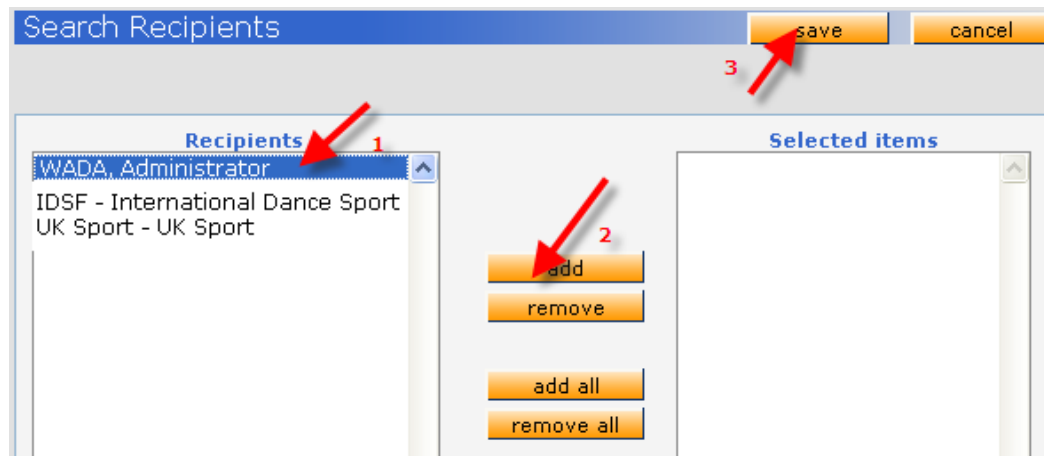 Search Recipients
save
cancel
3
Recipients
1
Selected items
WADA, Administrator
IDSF - International Dance Sport
UK Sport - UK Sport
2
add
remove
add all
remove all